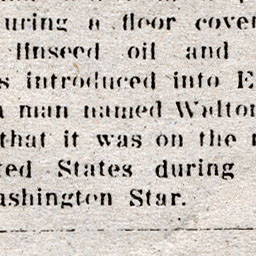 uring a floor cover
linseed oil and
s introduced into E
a man named Walton
that it was on the
ted States during
ashington Star.